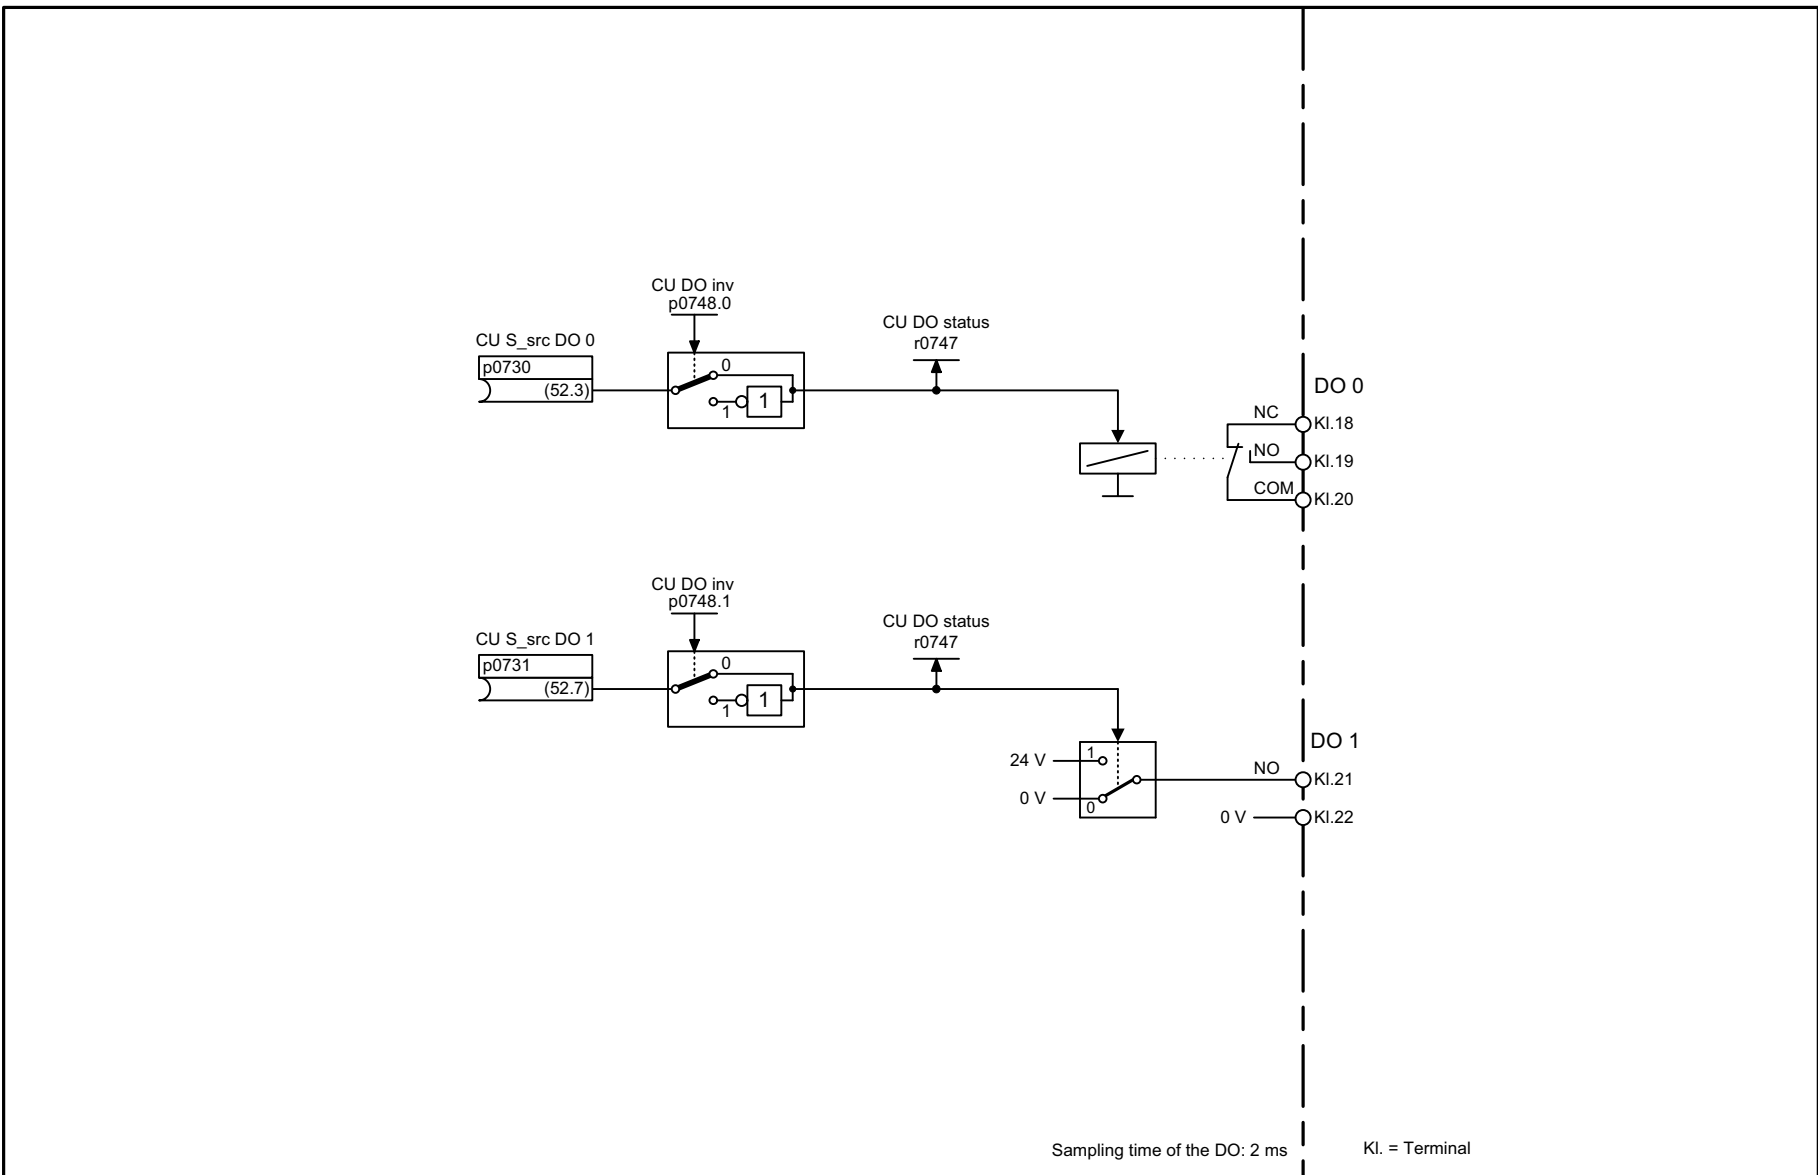 CU DO inv
p0748.0
CU S_src DO 0
p0730
(52.3)
0
1
1
CU DO status
r0747
DO 0
NC
Kl.18
NO
Kl.19
COM
Kl.20
CU DO inv
p0748.1
CU S_src DO 1
p0731
(52.7)
0
1
1
CU DO status
r0747
DO 1
24 V
1
0 V
0
NO
Kl.21
0 V
Kl.22
Sampling time of the DO: 2 ms
Kl. = Terminal